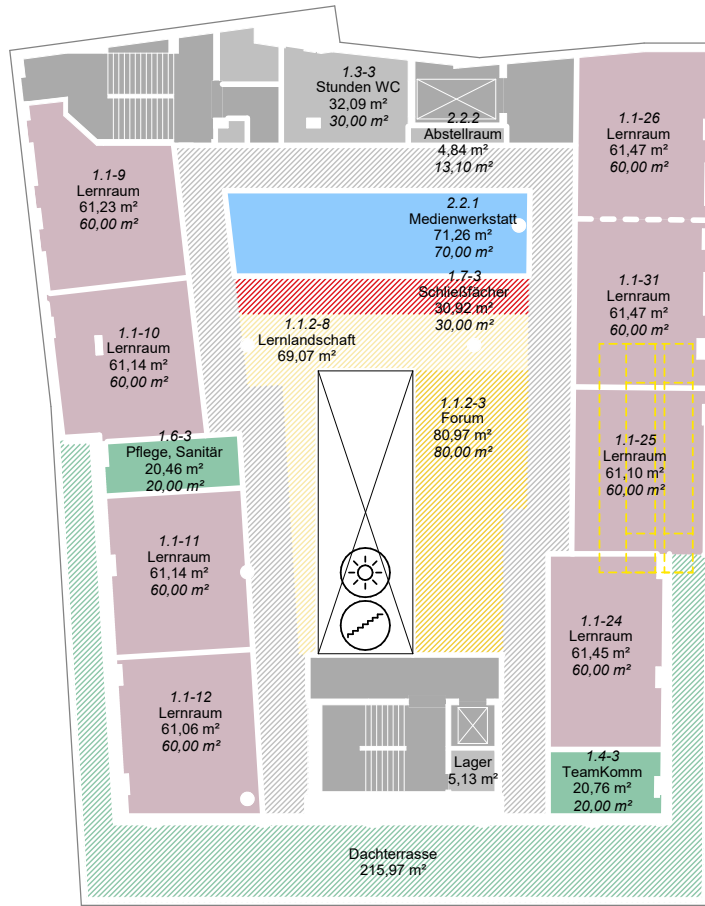 1.3-3
Stunden WC
32,09 m²
30,00 m²
2.2.2
Abstellraum
4,84 m²
13,10 m²
1.1-26
Lernraum
61,47 m²
60,00 m²
1.1-9
Lernraum
61,23 m²
60,00 m²
2.2.1
Medienwerkstatt
71,26 m²
70,00 m²
1.7-3
Schließfächer
30,92 m²
30,00 m²
1.1-31
Lernraum
61,47 m²
60,00 m²
1.1.2-8
Lernlandschaft
69,07 m²
1.1-10
Lernraum
61,14 m²
60,00 m²
1.1.2-3
Forum
80,97 m²
80,00 m²
1.6-3
Pflege, Sanitär
20,46 m²
20,00 m²
1.1-25
Lernraum
61,10 m²
60,00 m²
1.1-11
Lernraum
61,14 m²
60,00 m²
1.1-24
Lernraum
61,45 m²
60,00 m²
1.1-12
Lernraum
61,06 m²
60,00 m²
Lager
5,13 m²
1.4-3
TeamKomm
20,76 m²
20,00 m²
Dachterrasse
215,97 m²